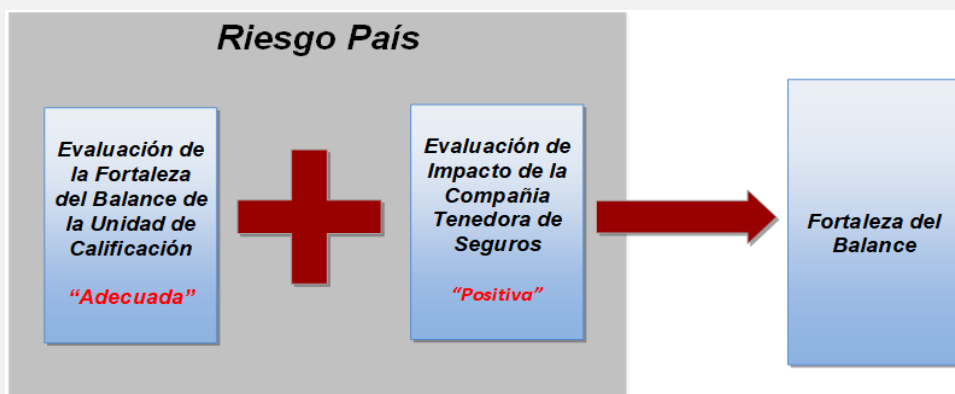 Riesgo País
Evaluación de
la Fortaleza
del Balance de
la Unidad de
Calificación
“Adecuada”
Evaluación de
Impacto de la
Compañia
Tenedora de
Seguros
“Positiva”
Fortaleza del
Balance